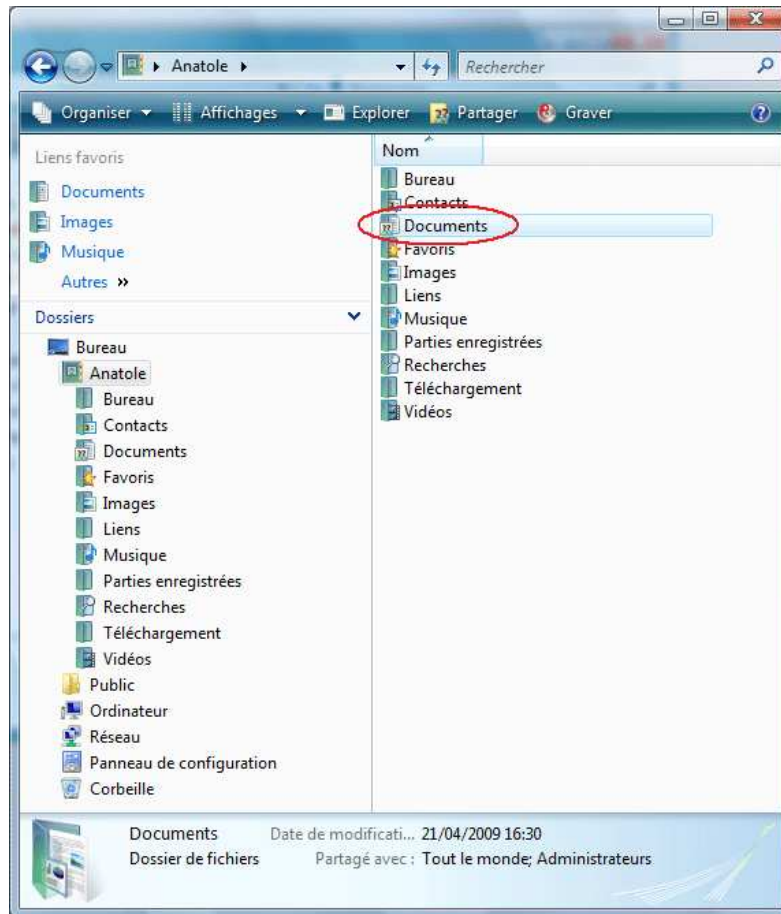 Anatole
Rechercher
Organiser Affichages Explorer Partager Graver
Liens favoris
Documents
Images
Musique
Autres »
Dossiers
Bureau
Anatole
Bureau
Contacts
Documents
Favoris
Images
Liens
Musique
Parties enregistrées
Recherches
Téléchargement
Vidéos
Public
Ordinateur
Réseau
Panneau de configuration
Corbeille
Nom
Bureau
Contacts
Documents
Favoris
Images
Liens
Musique
Parties enregistrées
Recherches
Téléchargement
Vidéos
Documents Date de modificati... 21/04/2009 16:30
Dossier de fichiers Partagé avec : Tout le monde; Administrateurs